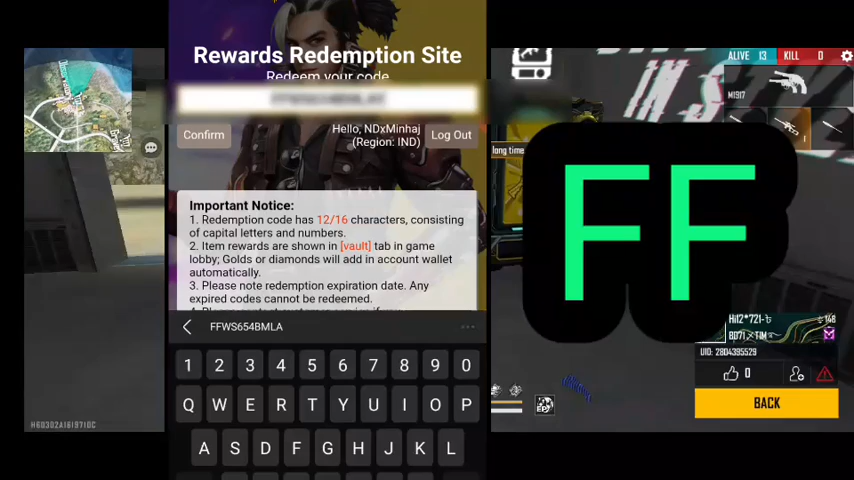 Rewards Redemption Site
Redeem your code
Confirm
Hello, NDxMinhaj
(Region: IND)
Log Out
Important Notice:
1. Redemption code has 12/16 characters, consisting
of capital letters and numbers.
2. Item rewards are shown in [vault] tab in game
lobby; Golds or diamonds will add in account wallet
automatically.
3. Please note redemption expiration date. Any
expired codes cannot be redeemed.
FFWS654BMLA
1 2 3 4 5 6 7 8 9 0
Q W E R T Y U I O P
A S D F G H J K L
ALIVE 13 KILL 0
M1917
long time
FF
148
UID: 2804395529
0
BACK